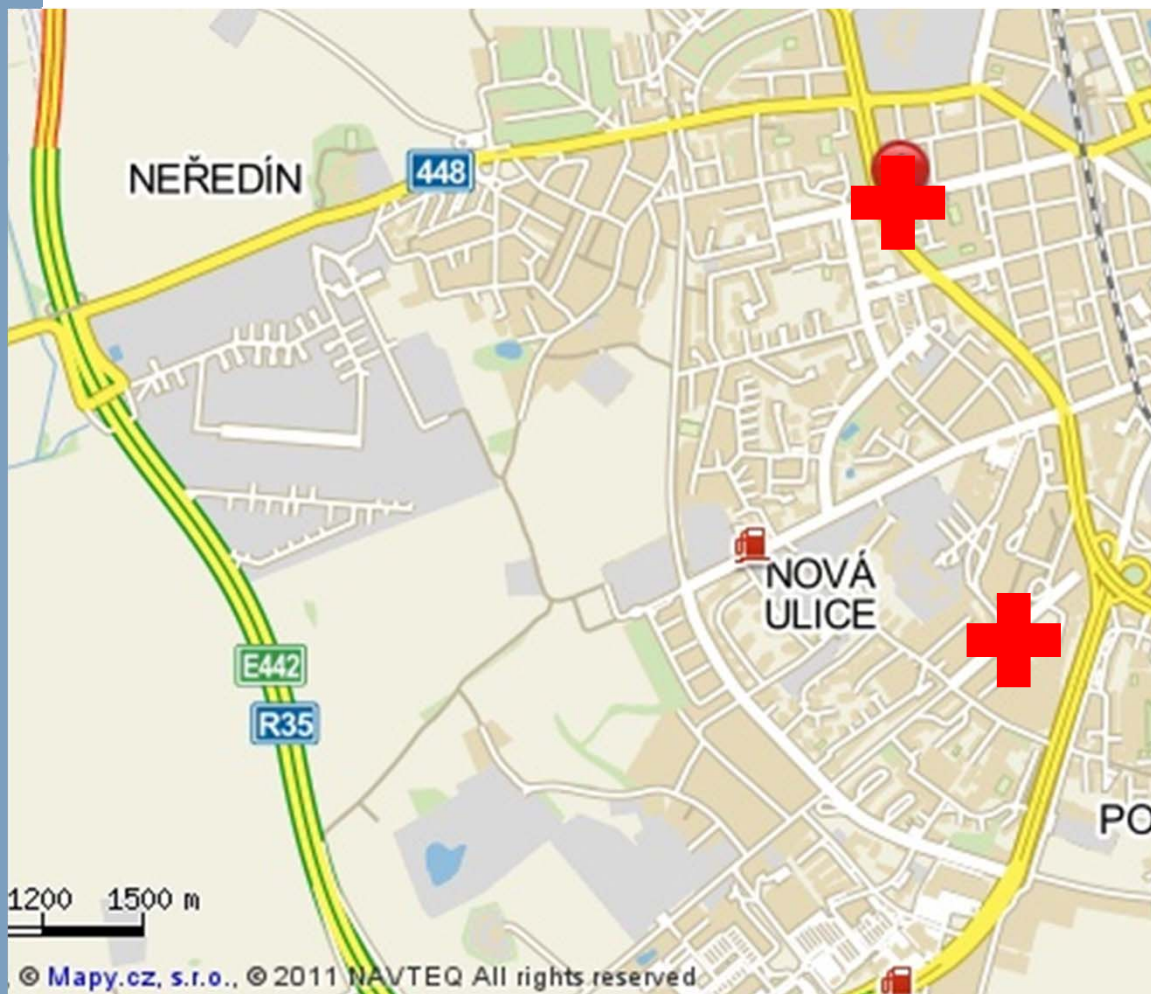 NEŘEDÍN
448
NOVÁ
ULICE
E442
R35
PO
1200 1500 m
, © Mapy.cz, s.r.o., © 2011 NAVTEQ All rights reserved